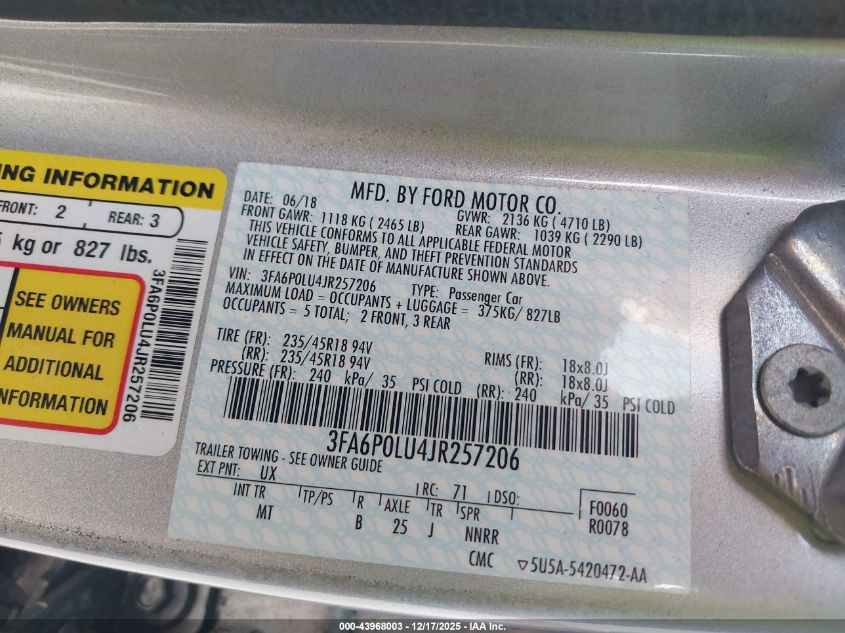 ING INFORMATION
FRONT: 2 REAR: 3
kg or 827 lbs.
SEE OWNERS
MANUAL FOR
ADDITIONAL
INFORMATION
3FA6P0LU4JR257206
MFD. BY FORD MOTOR CO.
DATE: 06/18 GVWR: 2136 KG ( 4710 LB)
FRONT GAWR: 1118 KG ( 2465 LB) REAR GAWR: 1039 KG ( 2290 LB)
THIS VEHICLE CONFORMS TO ALL APPLICABLE FEDERAL MOTOR
VEHICLE SAFETY, BUMPER, AND THEFT PREVENTION STANDARDS
IN EFFECT ON THE DATE OF MANUFACTURE SHOWN ABOVE.
VIN: 3FA6P0LU4JR257206 TYPE: Passenger Car
MAXIMUM LOAD = OCCUPANTS + LUGGAGE = 375KG/ 827LB
OCCUPANTS = 5 TOTAL; 2 FRONT, 3 REAR
TIRE (FR): 235/45R18 94V RIMS (FR): 18x8.0J
(RR): 235/45R18 94V (RR): 18x8.0J
PRESSURE (FR): 240 kPa/ 35 PSI COLD (RR): 240 kPa/ 35 PSI COLD
3FA6P0LU4JR257206
TRAILER TOWING - SEE OWNER GUIDE
EXT PNT: UX RC: 71 DSO: F0060
INT TR TP/PS R AXLE TR SPR R0078
MT B 25 J NNRR
CMC ▽5U5A-5420472-AA
000-43968003 — 12/17/2025 — IAA Inc.